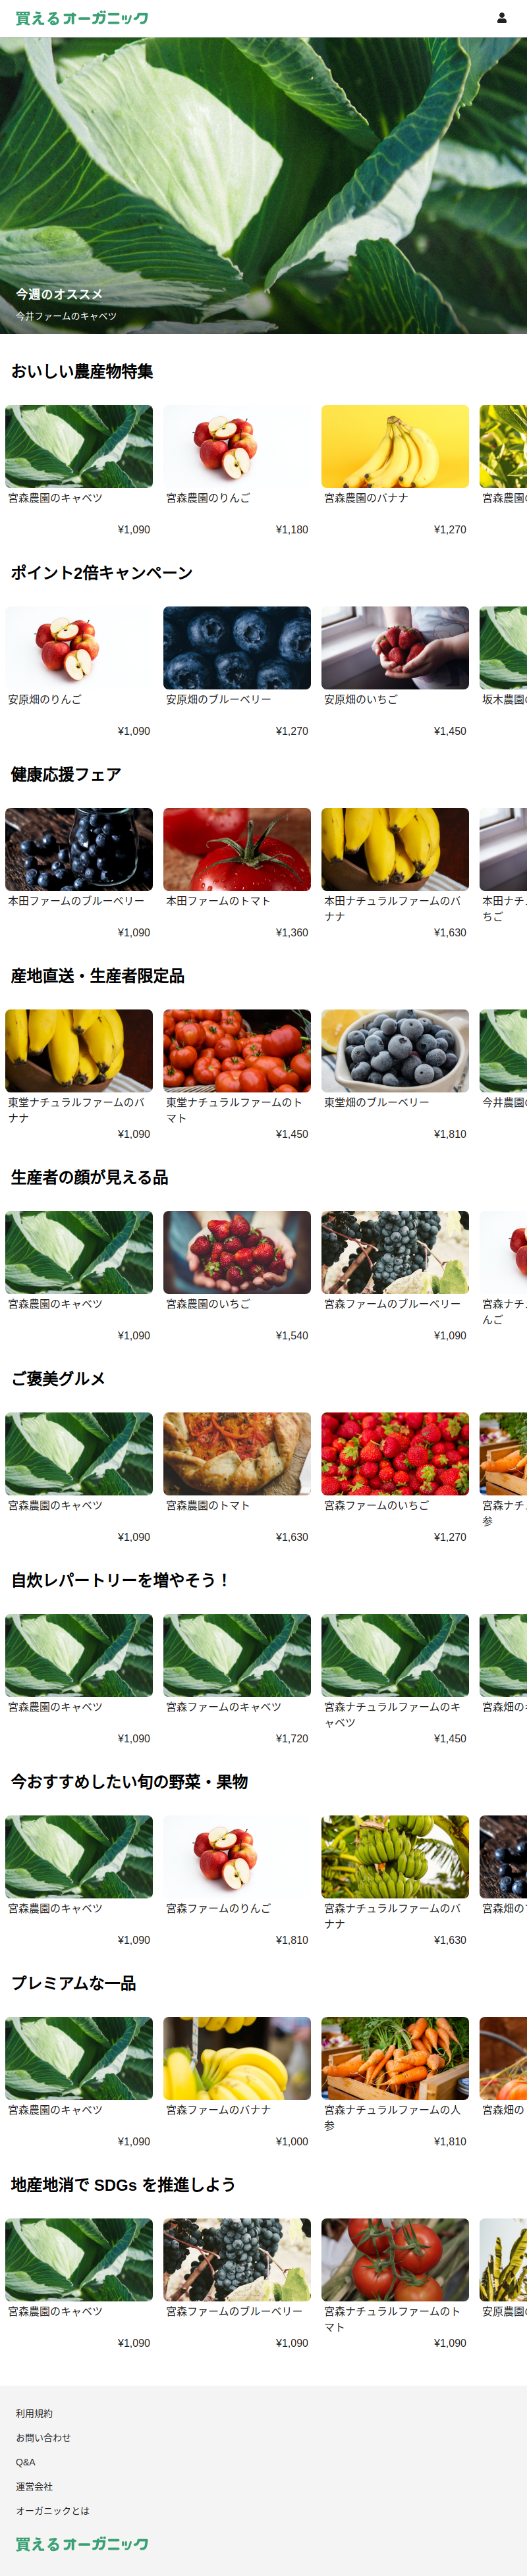 買えるオーガニック
今週のオススメ
今井ファームのキャベツ
おいしい農産物特集
宮森農園のキャベツ
宮森農園のりんご
宮森農園のバナナ
宮森農園の
¥1,090
¥1,180
¥1,270
ポイント2倍キャンペーン
安原畑のりんご
安原畑のブルーベリー
安原畑のいちご
坂木農園の
¥1,090
¥1,270
¥1,450
健康応援フェア
本田ファームのブルーベリー
本田ファームのトマト
本田ナチュラルファームのバ
ナナ
本田ナチュ
ちご
¥1,090
¥1,360
¥1,630
産地直送・生産者限定品
東堂ナチュラルファームのバ
ナナ
東堂ナチュラルファームのト
マト
東堂畑のブルーベリー
今井農園の
¥1,090
¥1,450
¥1,810
生産者の顔が見える品
宮森農園のキャベツ
宮森農園のいちご
宮森ファームのブルーベリー
宮森ナチュ
んご
¥1,090
¥1,540
¥1,090
ご褒美グルメ
宮森農園のキャベツ
宮森農園のトマト
宮森ファームのいちご
宮森ナチュ
参
¥1,090
¥1,630
¥1,270
自炊レパートリーを増やそう！
宮森農園のキャベツ
宮森ファームのキャベツ
宮森ナチュラルファームのキ
ャベツ
宮森畑の
¥1,090
¥1,720
¥1,450
今おすすめしたい旬の野菜・果物
宮森農園のキャベツ
宮森ファームのりんご
宮森ナチュラルファームのバ
ナナ
宮森畑の
¥1,090
¥1,810
¥1,630
プレミアムな一品
宮森農園のキャベツ
宮森ファームのバナナ
宮森ナチュラルファームの人
参
宮森畑の
¥1,090
¥1,000
¥1,810
地産地消で SDGs を推進しよう
宮森農園のキャベツ
宮森ファームのブルーベリー
宮森ナチュラルファームのト
マト
安原農園の
¥1,090
¥1,090
¥1,090
利用規約
お問い合わせ
Q&A
運営会社
オーガニックとは
買えるオーガニック